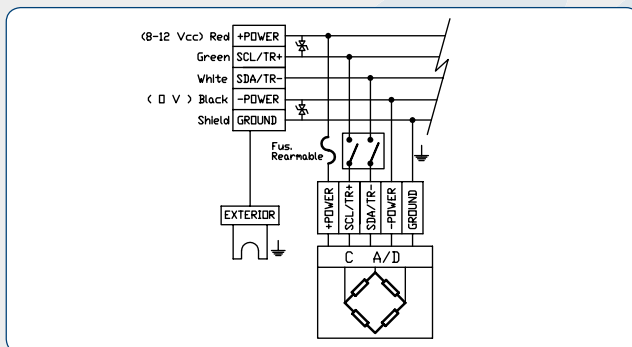 (8-12 Vcc) Red +POWER
Green SCL/TR+
White SDA/TR-
( 0 V ) Black -POWER
Shield GROUND
Fus.
Rearmable
EXTERIOR
+POWER
SCL/TR+
SDA/TR-
-POWER
GROUND
C A/D